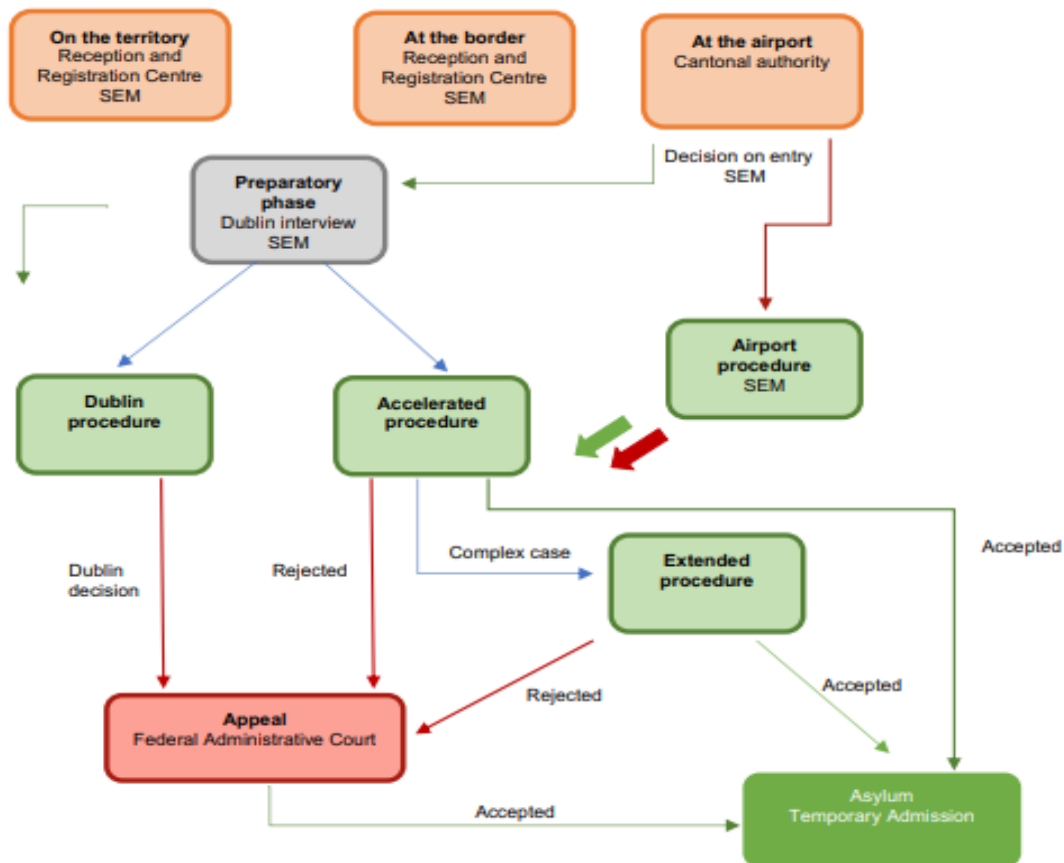 On the territory
Reception and
Registration Centre
SEM
At the border
Reception and
Registration Centre
SEM
At the airport
Cantonal authority
Decision on entry
SEM
Preparatory
phase
Dublin interview
SEM
Airport
procedure
SEM
Dublin
procedure
Accelerated
procedure
Dublin
decision
Rejected
Complex case
Extended
procedure
Accepted
Rejected
Accepted
Appeal
Federal Administrative Court
Accepted
Asylum
Temporary Admission